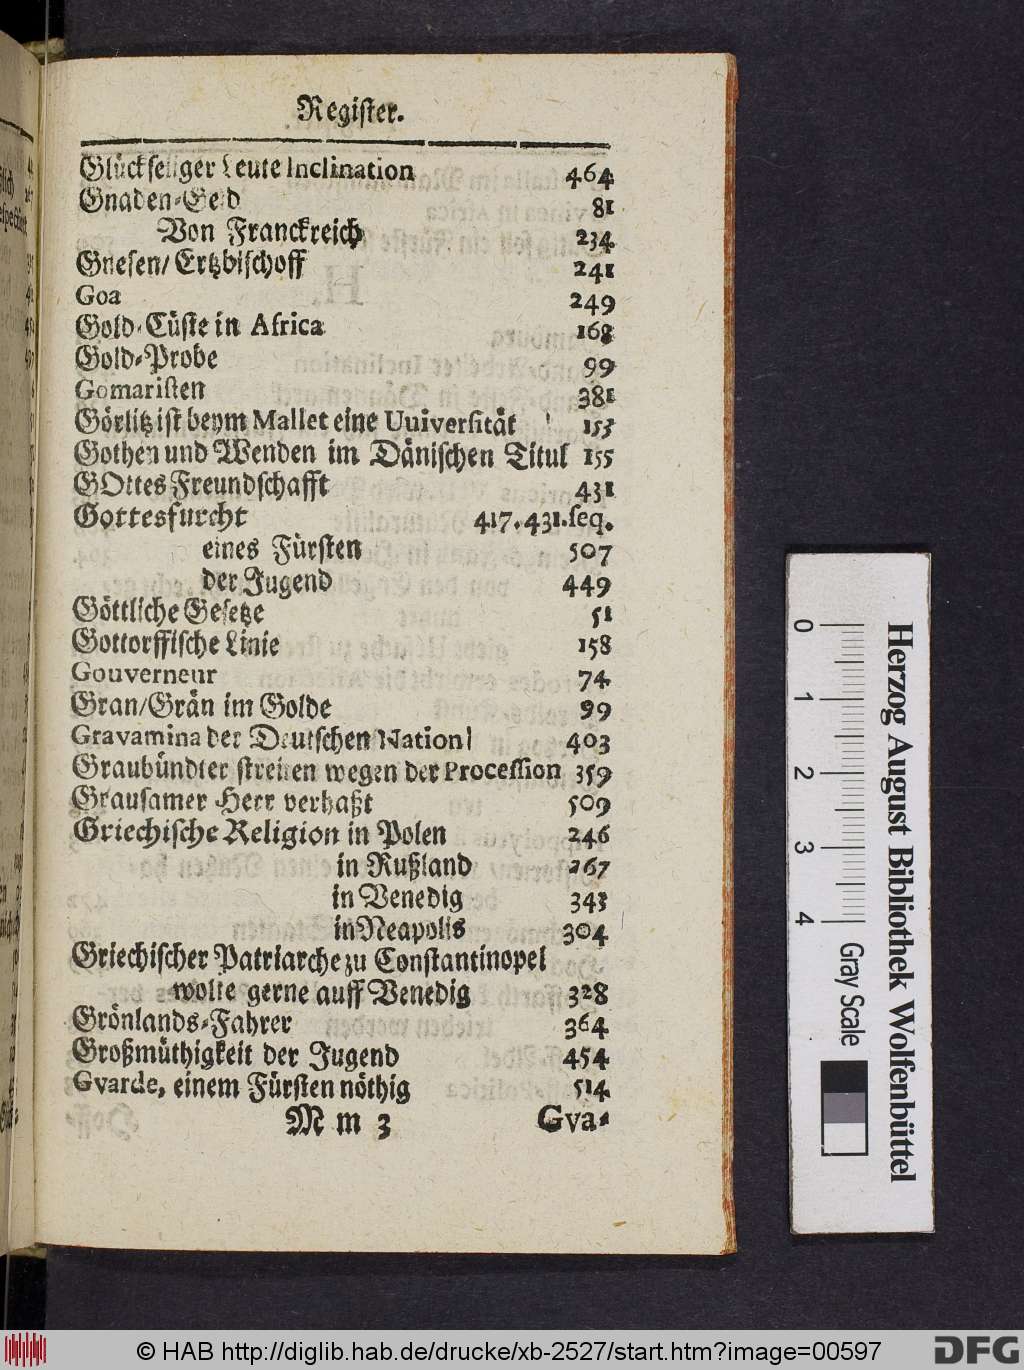 Register.
Glückseliger Leute Inclination 464
Gnaden-Geld 81
Von Franckreich 234
Gnesen/ Ertzbischoff 241
Goa 249
Gold-Cüste in Africa 168
Gold-Probe 99
Gomaristen 381
Görlitz ist beym Mallet eine Uuiversität 153
Gothen und Wenden im Dänischen Titul 155
GOttes Freundschafft 431
Gottesfurcht 417. 431. seq.
eines Fürsten 507
der Jugend 449
Göttliche Gesetze 51
Gottorffische Linie 158
Gouverneur 74
Gran/Grän im Golde 99
Gravamina der Deutschen Nation 403
Graubündter streiten wegen der Procession 359
Grausamer Herr verhaßt 509
Griechische Religion in Polen 246
in Rußland 267
in Venedig 343
in Neapolis 304
Griechischer Patriarche zu Constantinopel
wolte gerne auff Venedig 328
Grönlands-Fahrer 364
Großmüthigkeit der Jugend 454
Gvarde, einem Fürsten nöthig 514
M m 3 Gva-
Herzog August Bibliothek Wolfenbüttel
0 1 2 3 4 Gray Scale
© HAB http://diglib.hab.de/drucke/xb-2527/start.htm?image=00597
DFG